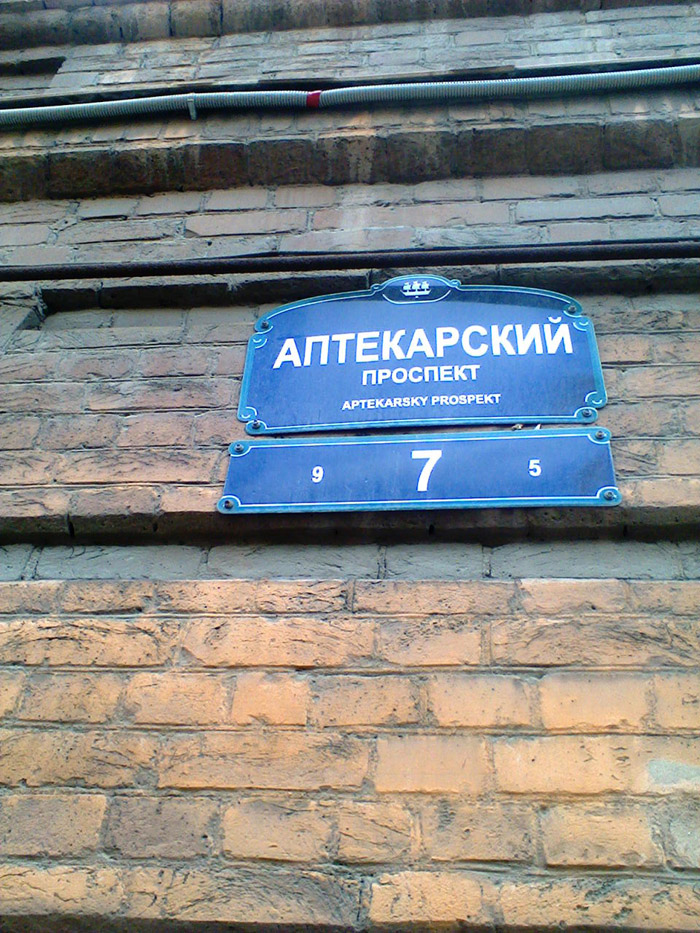 АПТЕКАРСКИЙ
ПРОСПЕКТ
APTEKARSKY PROSPEKT
9 7 5